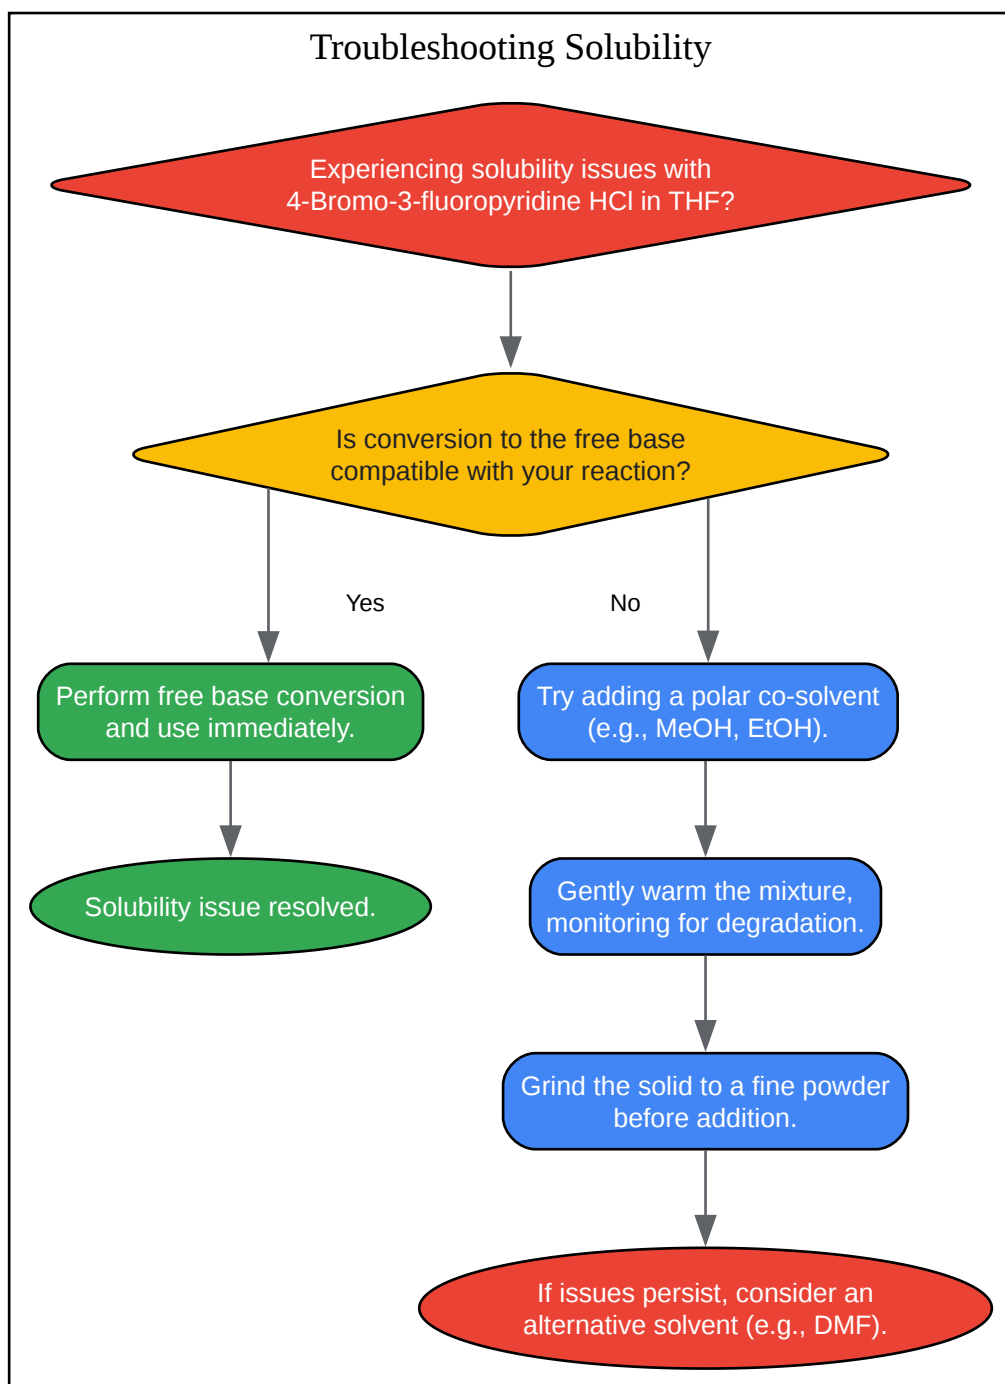 Troubleshooting Solubility
Experiencing solubility issues with
4-Bromo-3-fluoropyridine HCl in THF?
Is conversion to the free base
compatible with your reaction?
Yes
No
Perform free base conversion
and use immediately.
Try adding a polar co-solvent
(e.g., MeOH, EtOH).
Solubility issue resolved.
Gently warm the mixture,
monitoring for degradation.
Grind the solid to a fine powder
before addition.
If issues persist, consider an
alternative solvent (e.g., DMF).